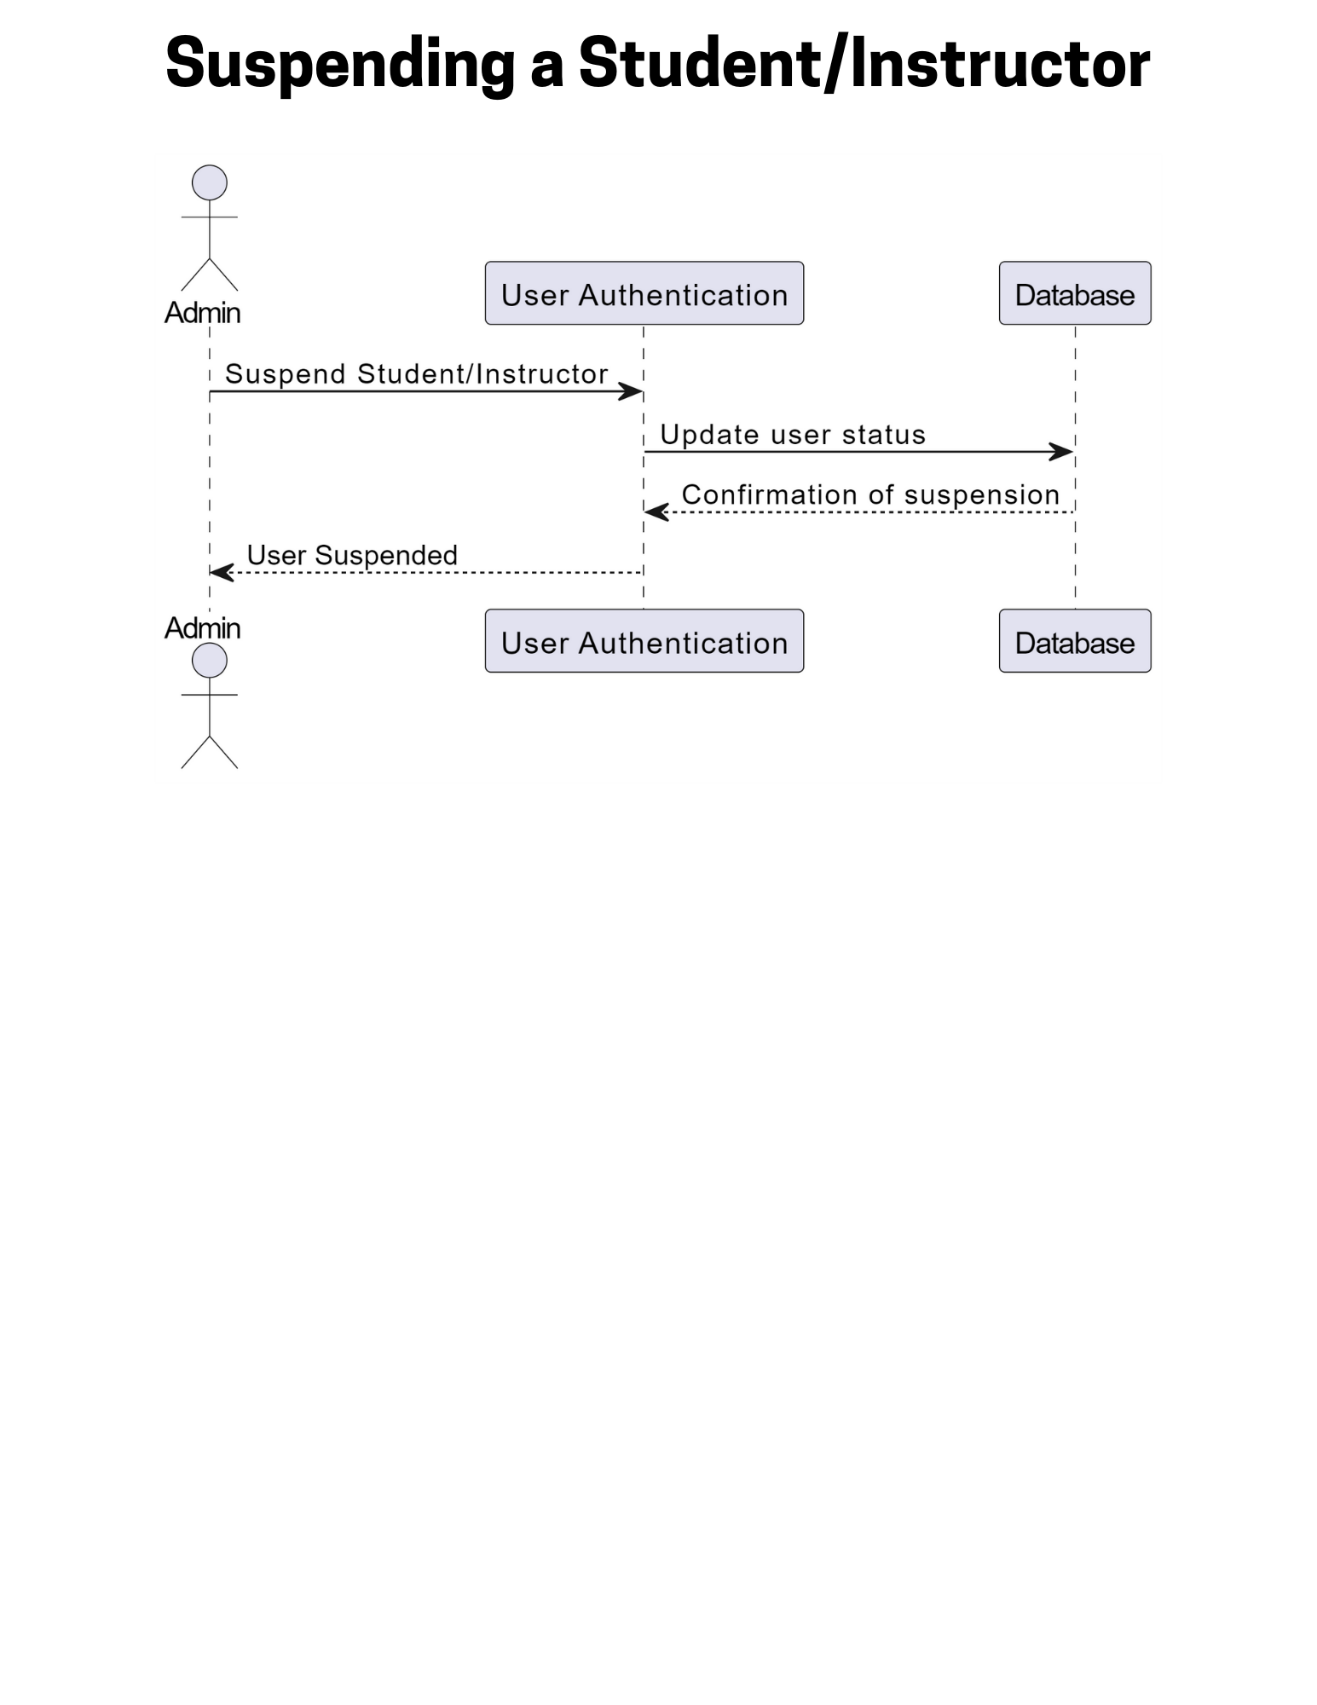 Suspending a Student/Instructor
Admin
User Authentication
Database
Suspend Student/Instructor
Update user status
Confirmation of suspension
User Suspended
Admin
User Authentication
Database